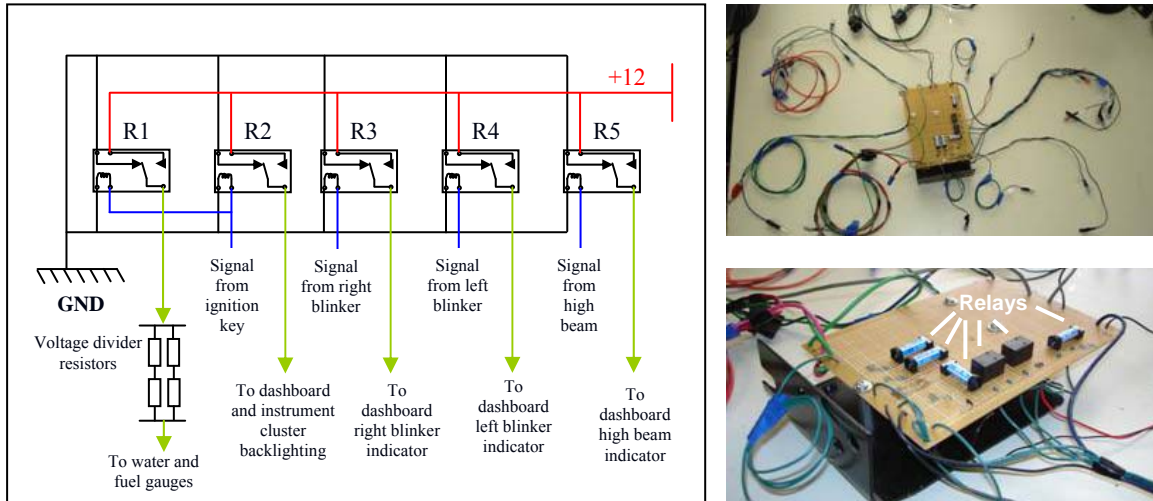 +12
R1
R2
R3
R4
R5
GND
Signal
from
ignition
key
Signal
from right
blinker
Signal
from left
blinker
Signal
from
high
beam
Voltage divider
resistors
To water and
fuel gauges
To dashboard
and instrument
cluster
backlighting
To
dashboard
right blinker
indicator
To
dashboard
left blinker
indicator
To
dashboard
high beam
indicator
Relays